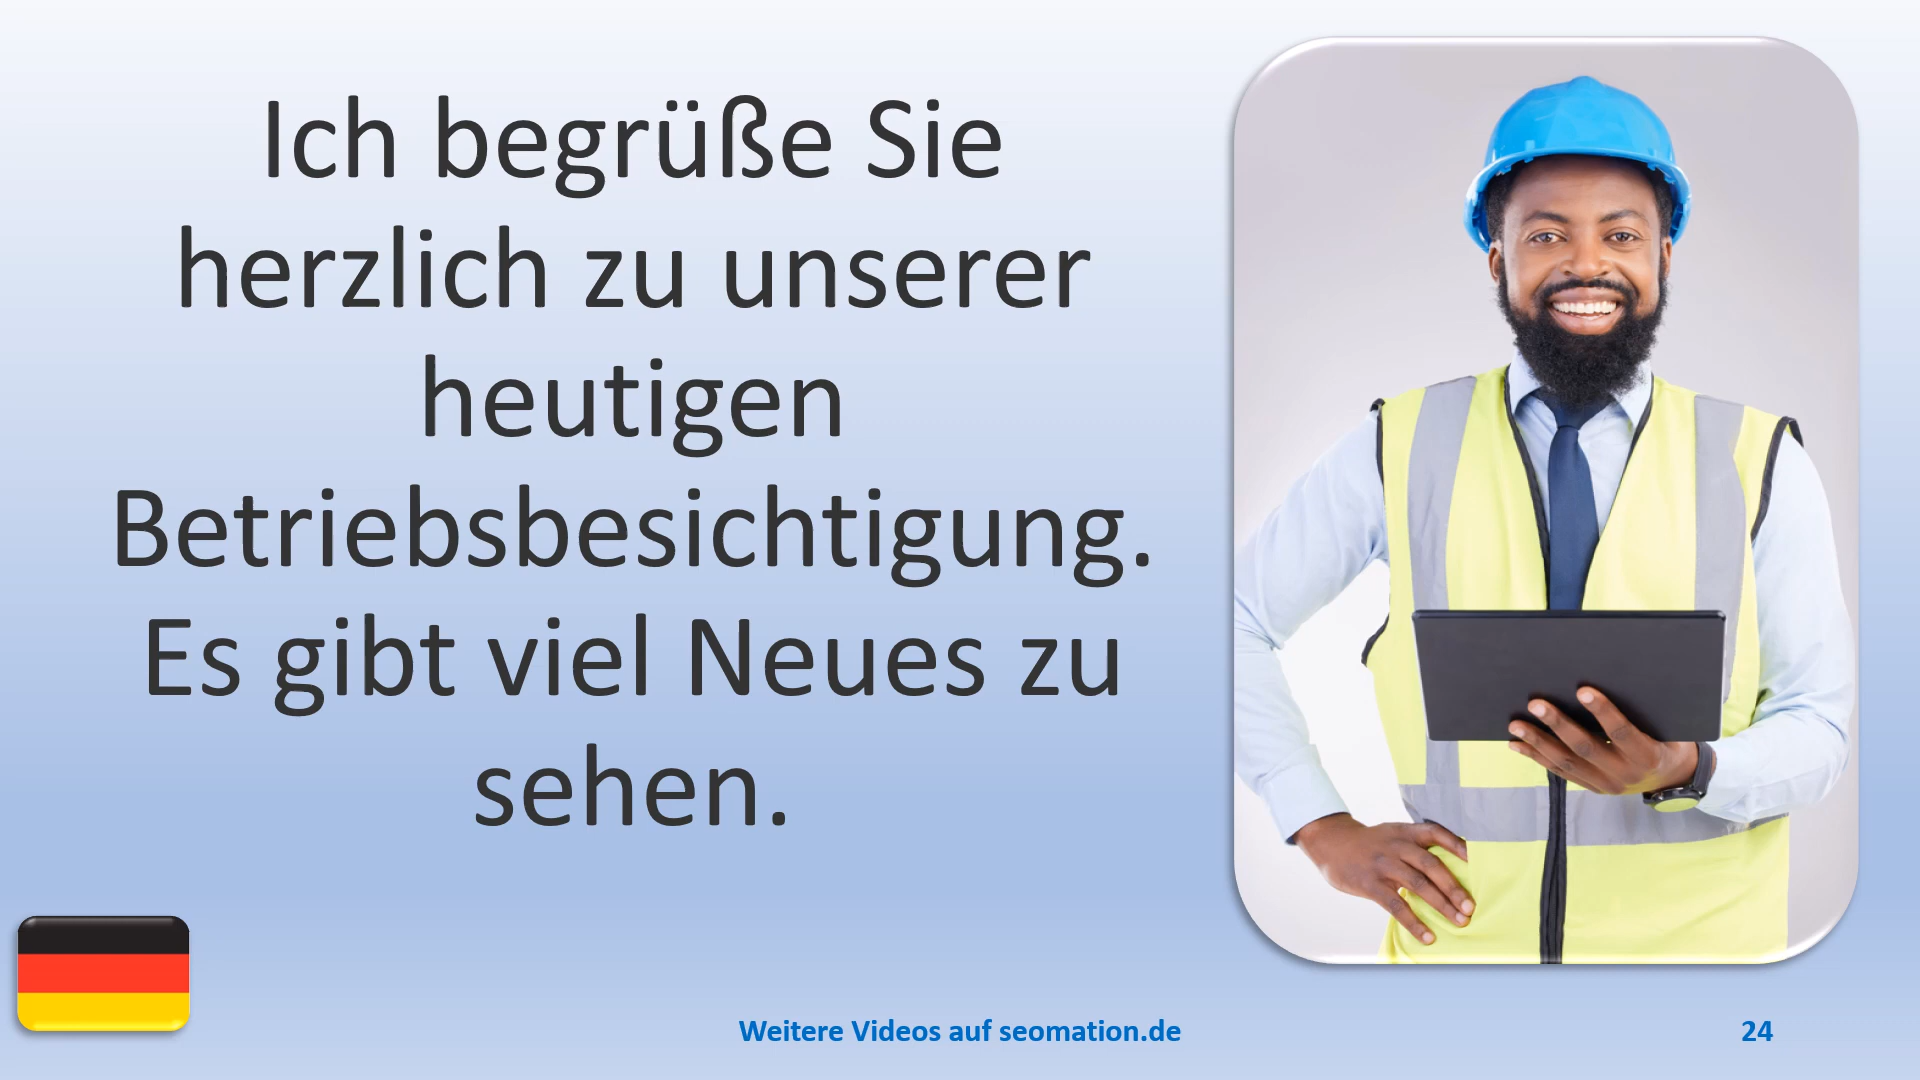 Ich begrüße Sie
herzlich zu unserer
heutigen
Betriebsbesichtigung.
Es gibt viel Neues zu
sehen.
Weitere Videos auf seomation.de
24